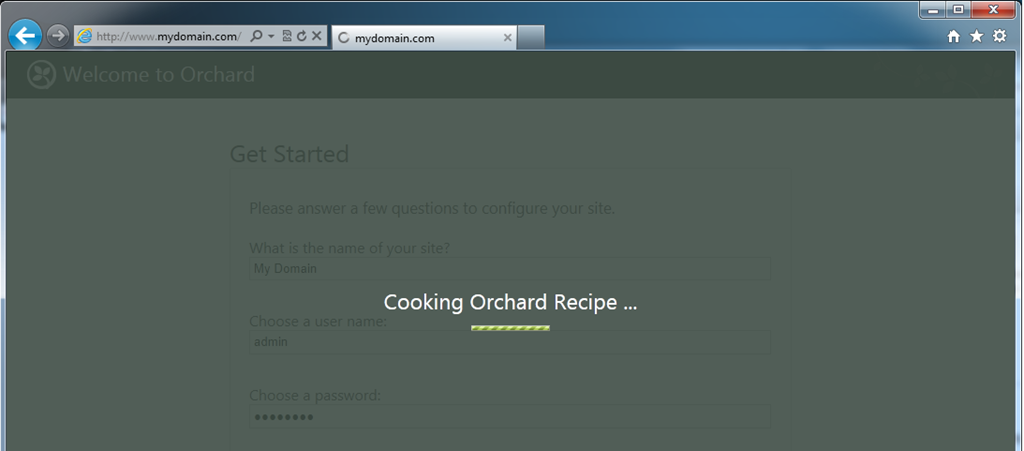 http://www.mydomain.com/
mydomain.com
Welcome to Orchard
Get Started
Please answer a few questions to configure your site.
What is the name of your site?
My Domain
Cooking Orchard Recipe ...
Choose a user name:
admin
Choose a password:
●●●●●●●●